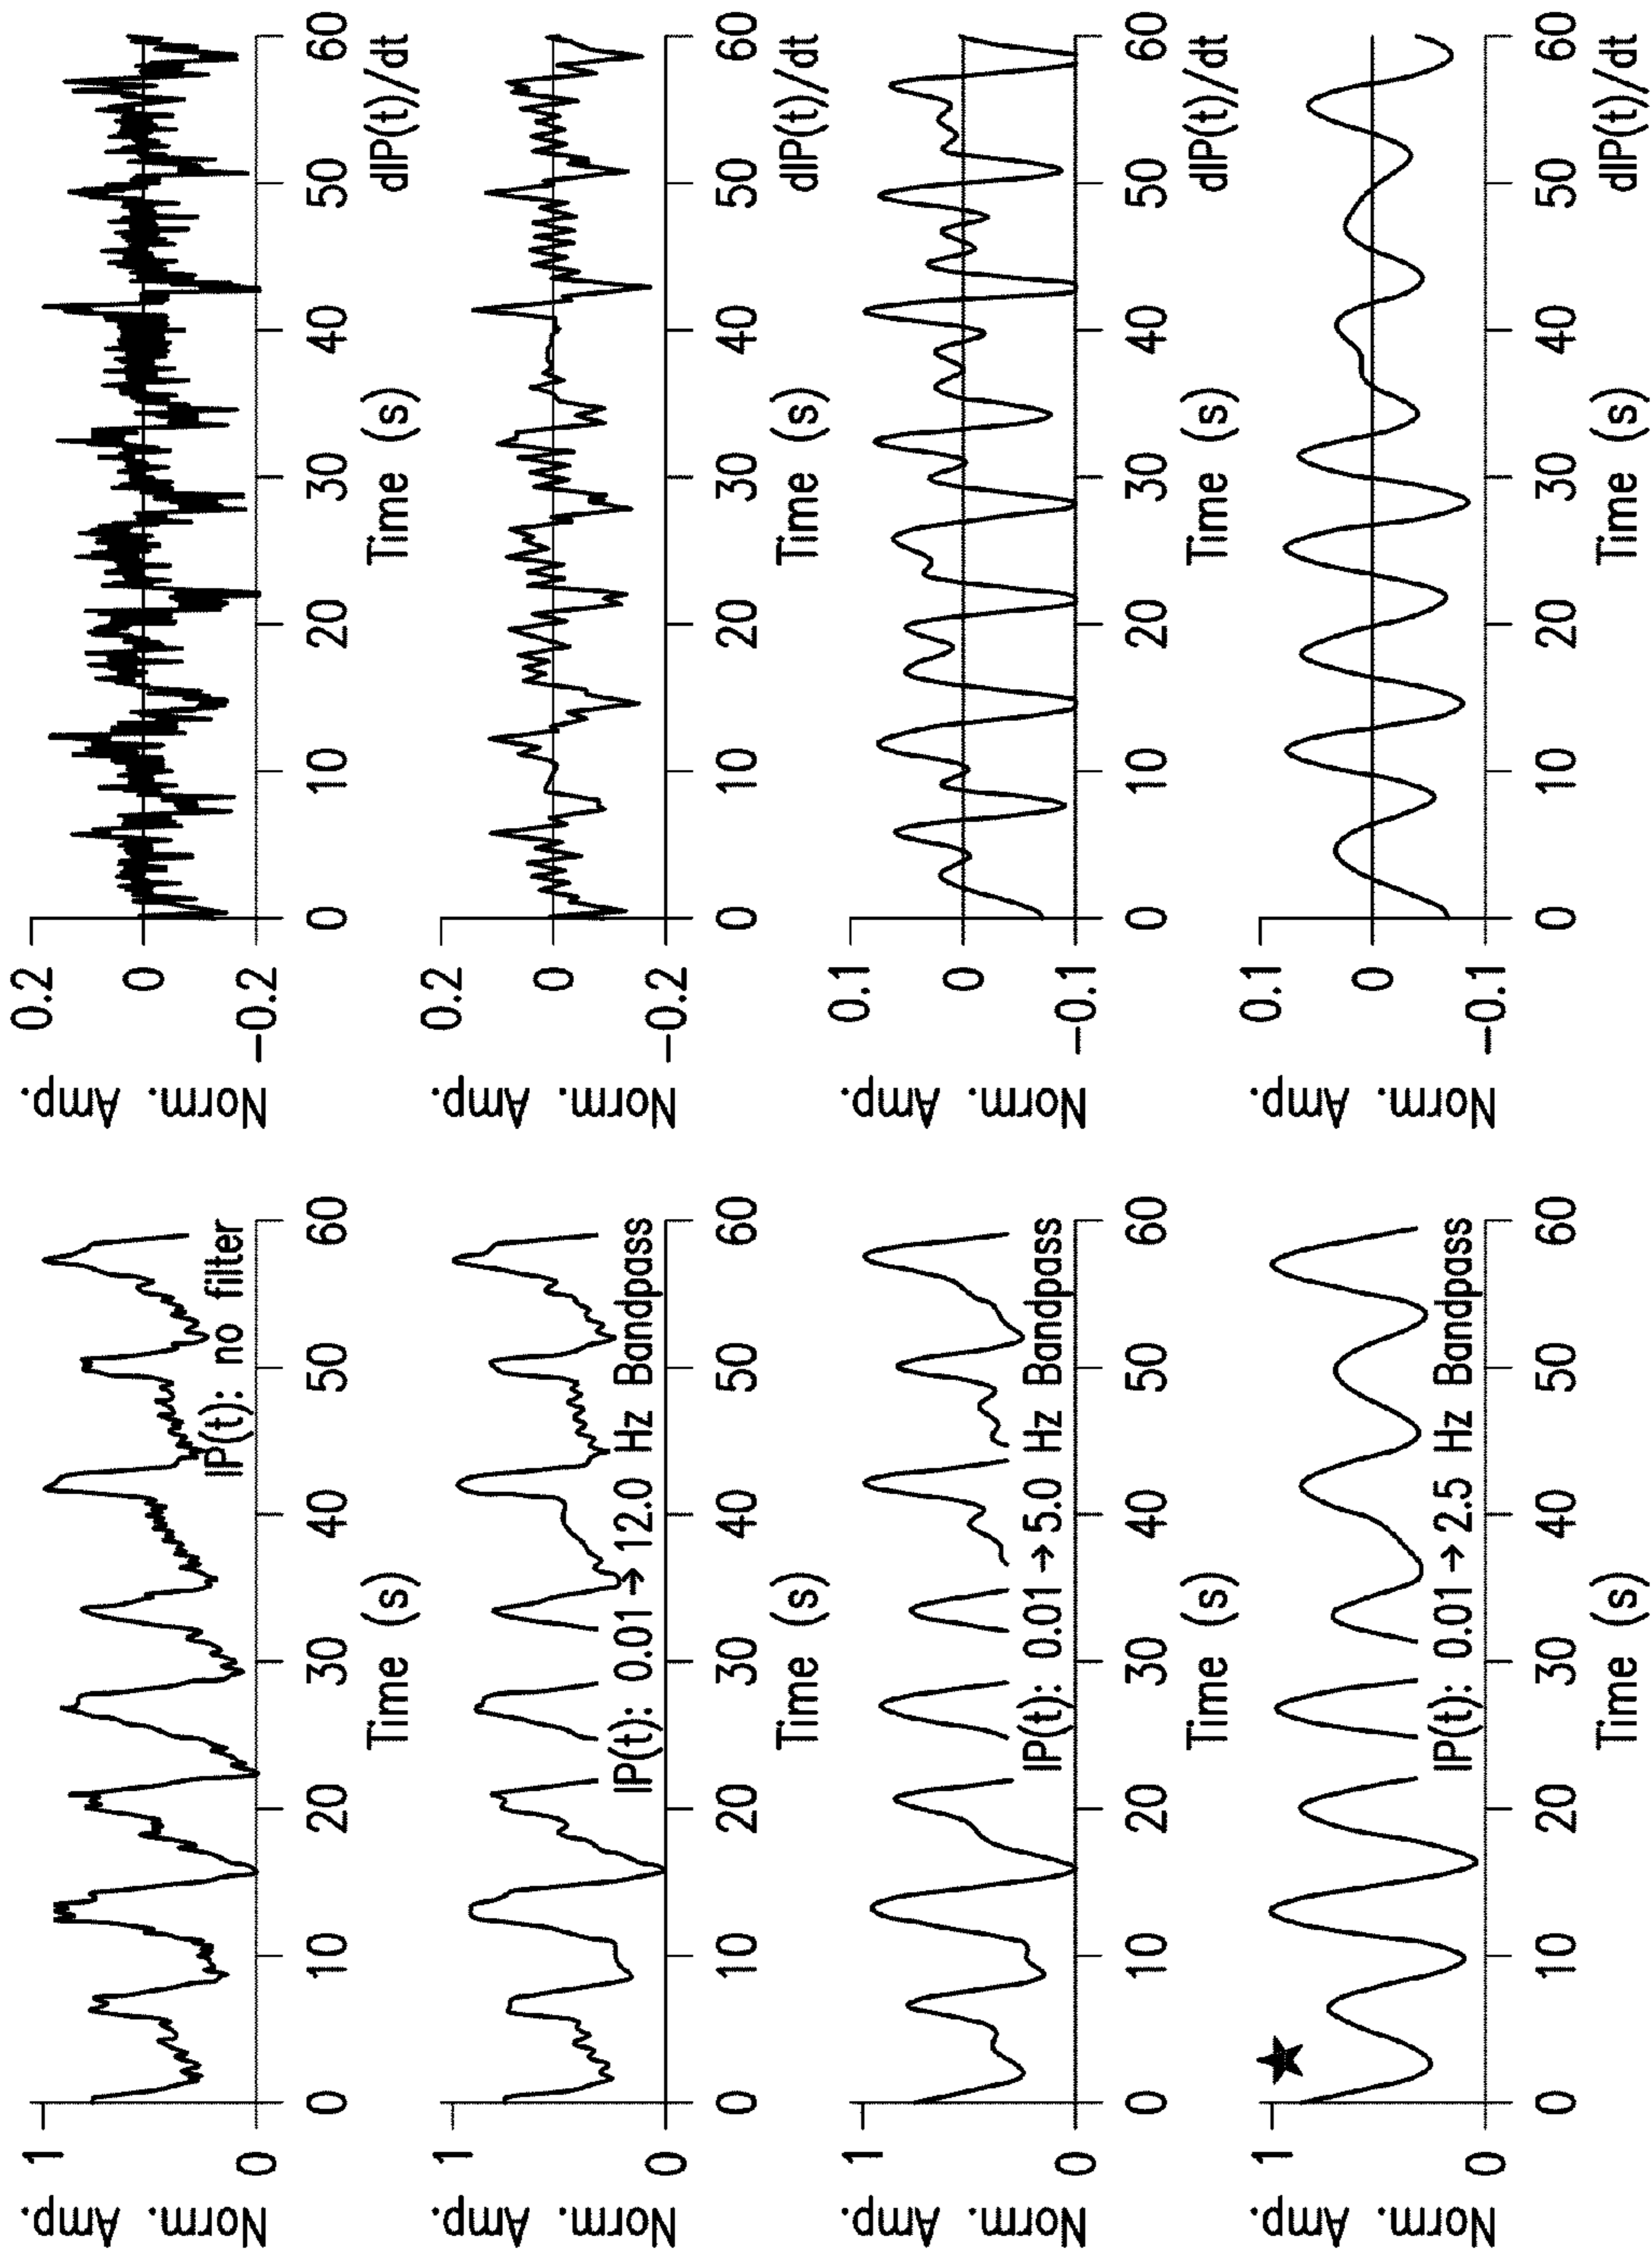 Norm. Amp.
1
0
IP(t): no filter
0 10 20 30 40 50 60
Time (s)
Norm. Amp.
0.2
0
-0.2
0 10 20 30 40 50 60
Time (s)
dIP(t)/dt
Norm. Amp.
1
0
IP(t): 0.01 → 12.0 Hz Bandpass
0 10 20 30 40 50 60
Time (s)
Norm. Amp.
0.2
0
-0.2
0 10 20 30 40 50 60
Time (s)
dIP(t)/dt
Norm. Amp.
1
0
IP(t): 0.01 → 5.0 Hz Bandpass
0 10 20 30 40 50 60
Time (s)
Norm. Amp.
0.1
0
-0.1
0 10 20 30 40 50 60
Time (s)
dIP(t)/dt
Norm. Amp.
1
0
IP(t): 0.01 → 2.5 Hz Bandpass
0 10 20 30 40 50 60
Time (s)
Norm. Amp.
0.1
0
-0.1
0 10 20 30 40 50 60
Time (s)
dIP(t)/dt